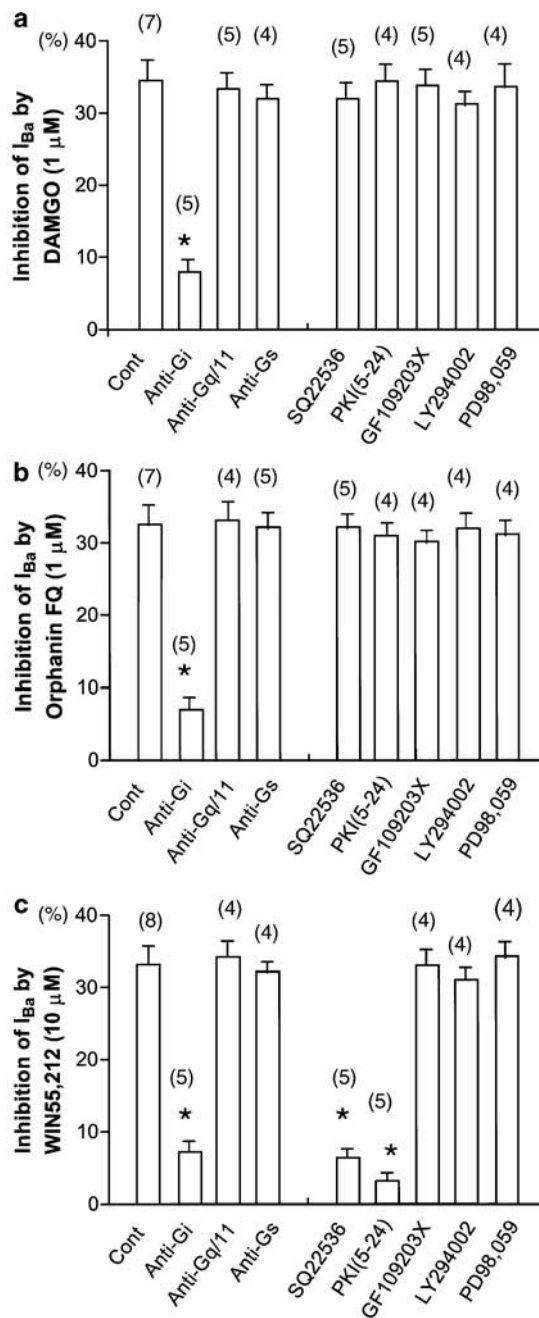 a
(%)
(7)
(5)
(4)
(5)
(4)
(5)
(4)
(4)
40
30
20
10
0
(5)
*
Inhibition of IBa by
DAMGO (1 μM)
Cont
Anti-Gi
Anti-Gq/11
Anti-Gs
SQ22536
PKI(5-24)
GF109203X
LY294002
PD98,059
b
(%)
(7)
(4)
(5)
(5)
(4)
(4)
(4)
(4)
40
30
20
10
0
(5)
*
Inhibition of IBa by
Orphanin FQ (1 μM)
Cont
Anti-Gi
Anti-Gq/11
Anti-Gs
SQ22536
PKI(5-24)
GF109203X
LY294002
PD98,059
c
(%)
(8)
(4)
(4)
(4)
(4)
(4)
40
30
20
10
0
(5)
*
(5)
*
(5)
*
Inhibition of IBa by
WIN55,212 (10 μM)
Cont
Anti-Gi
Anti-Gq/11
Anti-Gs
SQ22536
PKI(5-24)
GF109203X
LY294002
PD98,059